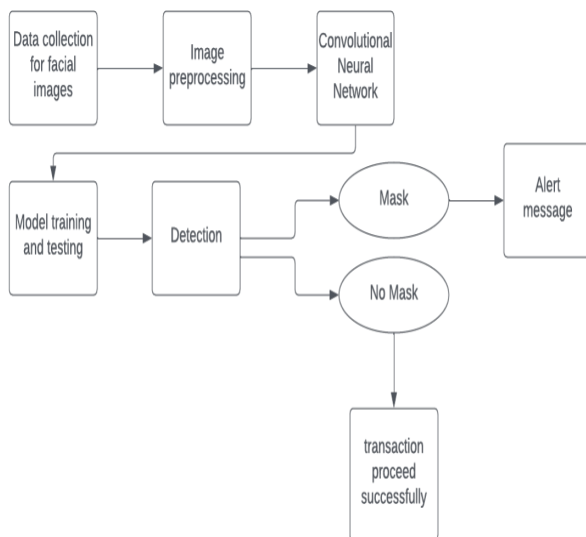 Data collection
for facial
images
Image
preprocessing
Convolutional
Neural
Network
Model training
and testing
Detection
Mask
Alert
message
No Mask
transaction
proceed
successfully